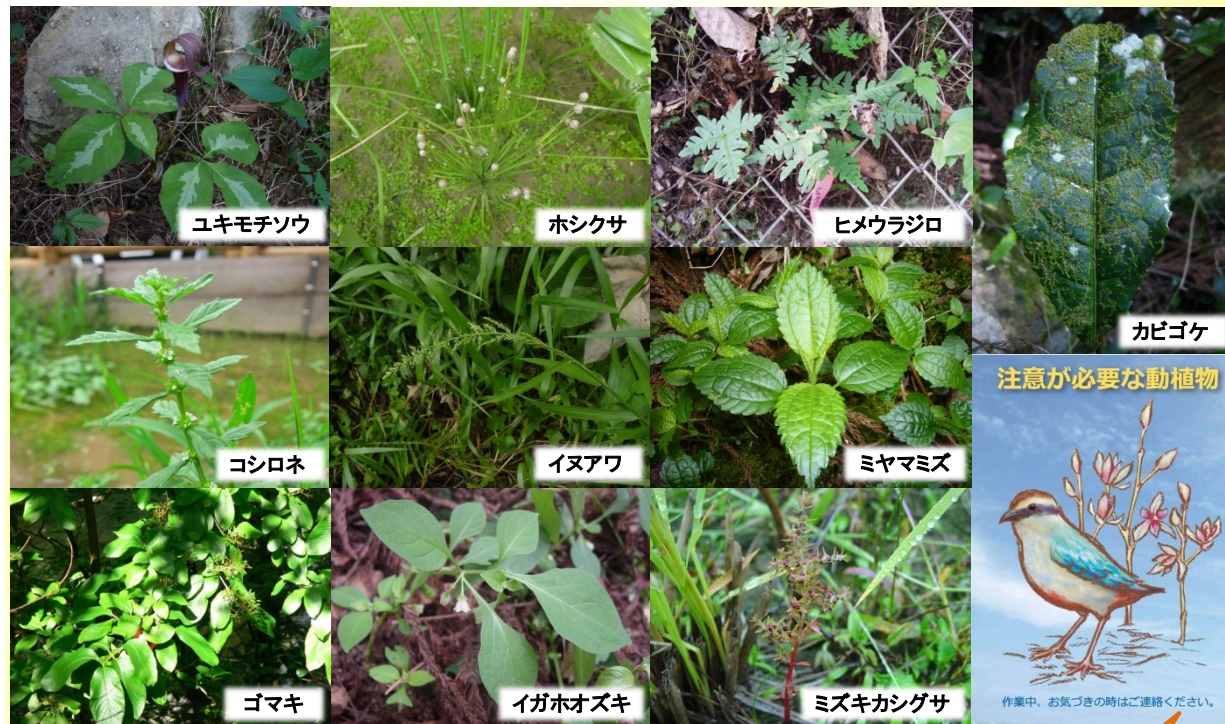 ユキモチソウ
ホシクサ
ヒメウラジロ
カビゴケ
コシロネ
イヌアワ
ミヤマミズ
ゴマキ
イガホオズキ
ミズキカシグサ
注意が必要な動植物
作業中、お気づきの時はご連絡ください。